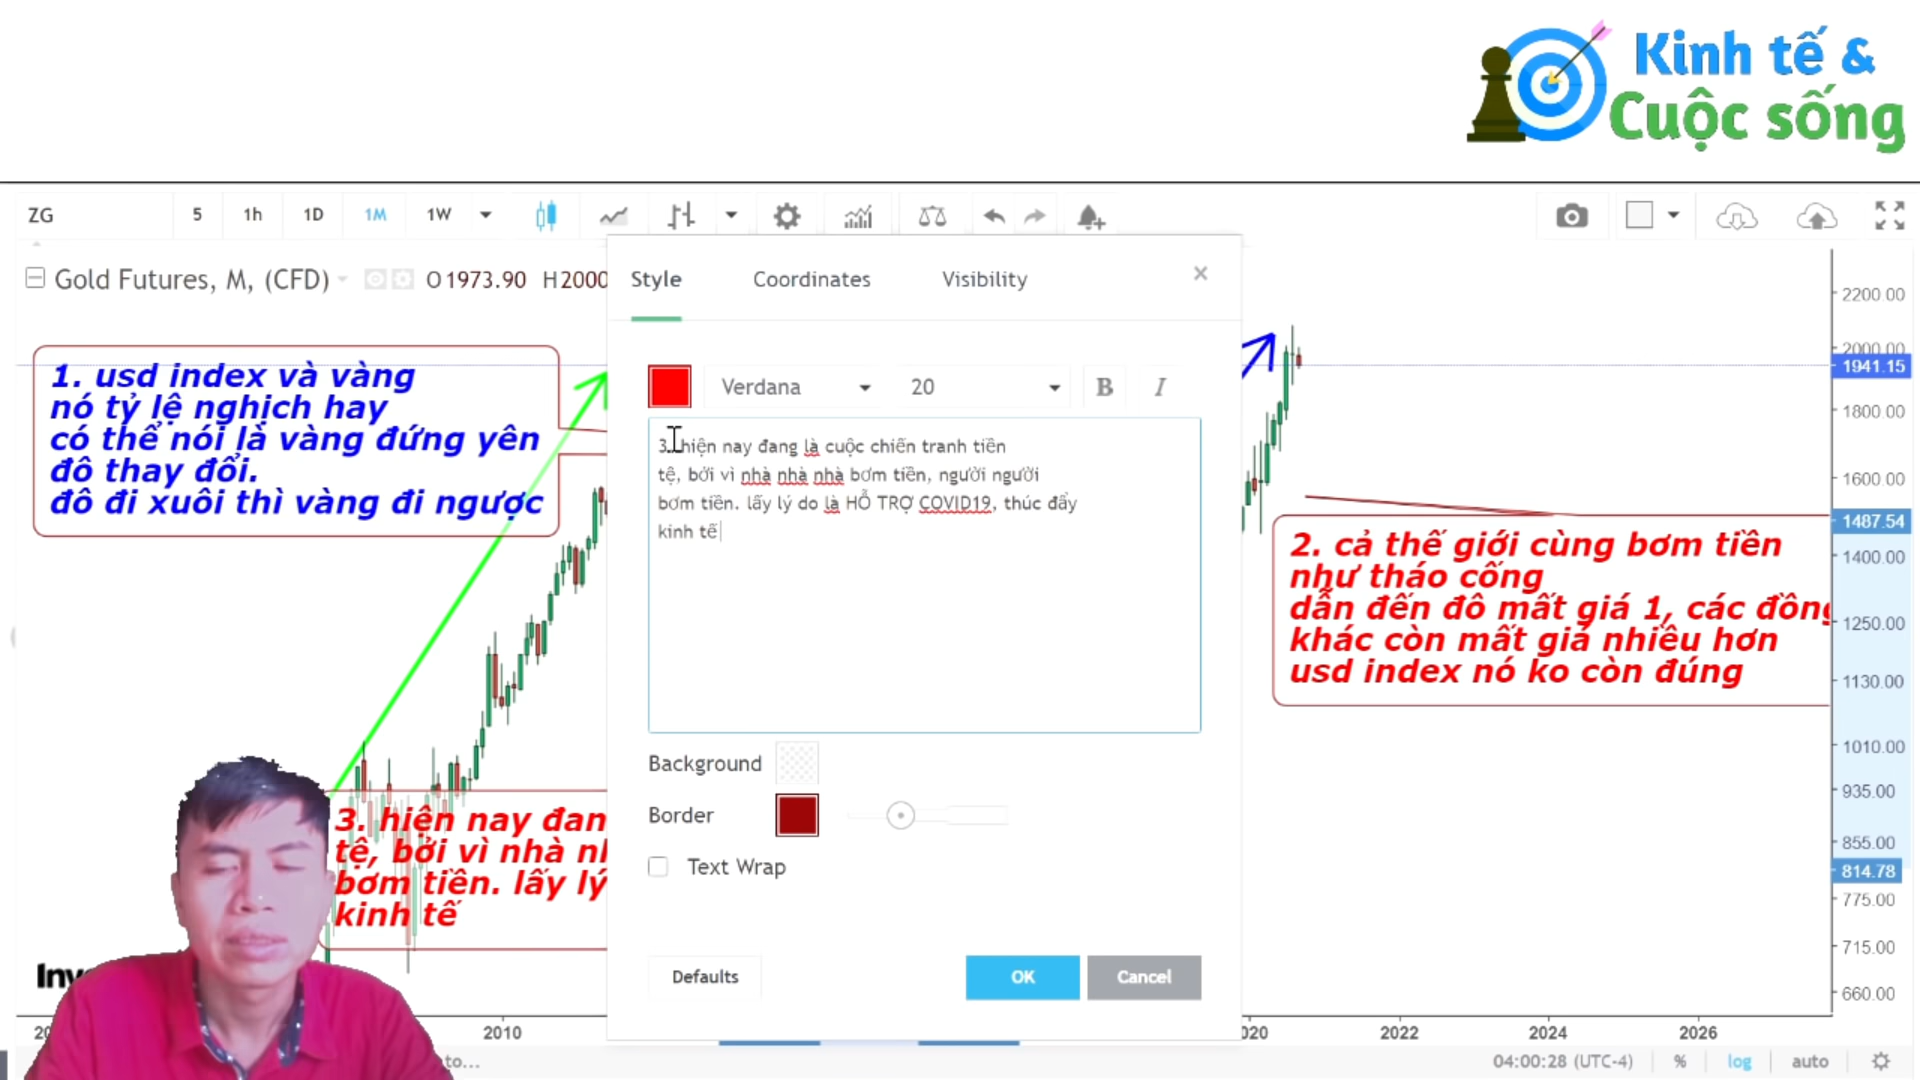 Kinh tế &
Cuộc sống
ZG
5
1h
1D
1M
1W
Gold Futures, M, (CFD)
O 1973.90
H 2000
Style
Coordinates
Visibility
Verdana
20
B
I
3. hiện nay đang là cuộc chiến tranh tiền
tệ, bởi vì nhà nhà nhà bơm tiền, người người
bơm tiền. lấy lý do là HỖ TRỢ COVID19, thúc đẩy
kinh tế
Background
Border
Text Wrap
Defaults
OK
Cancel
1. usd index và vàng
nó tỷ lệ nghịch hay
có thể nói là vàng đứng yên
đô thay đổi.
đô đi xuôi thì vàng đi ngược
2. cả thế giới cùng bơm tiền
như tháo cống
dẫn đến đô mất giá 1, các đồng
khác còn mất giá nhiều hơn
usd index nó ko còn đúng
3. hiện nay đan
tệ, bởi vì nhà nh
bơm tiền. lấy lý
kinh tế
Inv
2200.00
2000.00
1941.15
1800.00
1600.00
1487.54
1400.00
1250.00
1130.00
1010.00
935.00
855.00
814.78
775.00
715.00
660.00
20
2010
020
2022
2024
2026
to...
04:00:28 (UTC-4)
%
log
auto